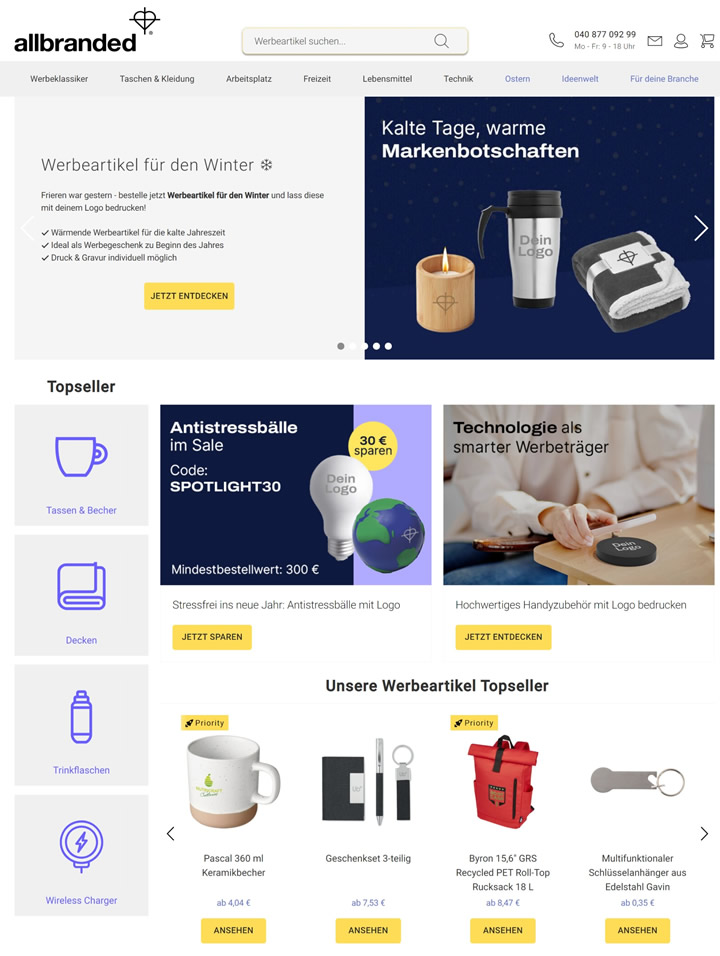 allbranded
Werbeartikel suchen...
040 877 092 99
Mo - Fr: 9 - 18 Uhr
Werbeklassiker Taschen & Kleidung Arbeitsplatz Freizeit Lebensmittel Technik Ostern Ideenwelt Für deine Branche
Werbeartikel für den Winter ❄
Frieren war gestern - bestelle jetzt Werbeartikel für den Winter und lass diese
mit deinem Logo bedrucken!
✓ Wärmende Werbeartikel für die kalte Jahreszeit
✓ Ideal als Werbegeschenk zu Beginn des Jahres
✓ Druck & Gravur individuell möglich
JETZT ENTDECKEN
Kalte Tage, warme
Markenbotschaften
Dein
Logo
Topseller
Tassen & Becher
Decken
Trinkflaschen
Wireless Charger
Antistressbälle
im Sale
Code:
SPOTLIGHT30
30 €
sparen
Dein
Logo
Mindestbestellwert: 300 €
Stressfrei ins neue Jahr: Antistressbälle mit Logo
JETZT SPAREN
Technologie als
smarter Werbeträger
Dein
Logo
Hochwertiges Handyzubehör mit Logo bedrucken
JETZT ENTDECKEN
Unsere Werbeartikel Topseller
Priority
Pascal 360 ml
Keramikbecher
ab 4,04 €
ANSEHEN
Geschenkset 3-teilig
ab 7,53 €
ANSEHEN
Priority
Byron 15,6" GRS
Recycled PET Roll-Top
Rucksack 18 L
ab 8,47 €
ANSEHEN
Multifunktionaler
Schlüsselanhänger aus
Edelstahl Gavin
ab 0,35 €
ANSEHEN